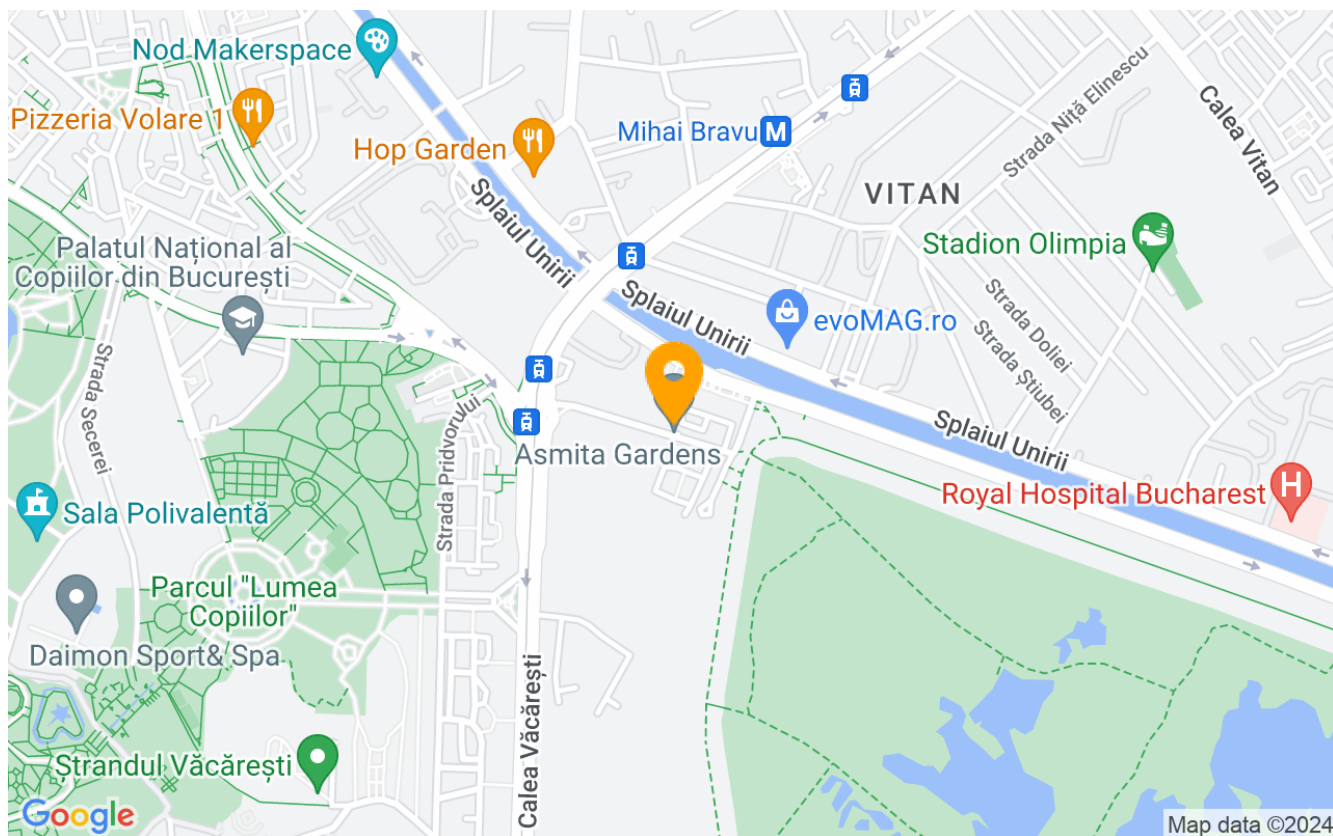 Nod Makerspace
Pizzeria Volare 1
Hop Garden
Mihai Bravu
M
Strada Niță Elinescu
Calea Vitan
VITAN
Splaiul Unirii
Stadion Olimpia
Palatul Național al
Copiilor din București
Splaiul Unirii
evoMAG.ro
Strada Doliei
Strada Știubei
Strada Secerei
Strada Pridvorului
Asmita Gardens
Splaiul Unirii
Royal Hospital Bucharest
H
Sala Polivalentă
Parcul "Lumea
Copiilor"
Daimon Sport& Spa
Calea Văcărești
Ștrandul Văcărești
Google
Map data ©2024